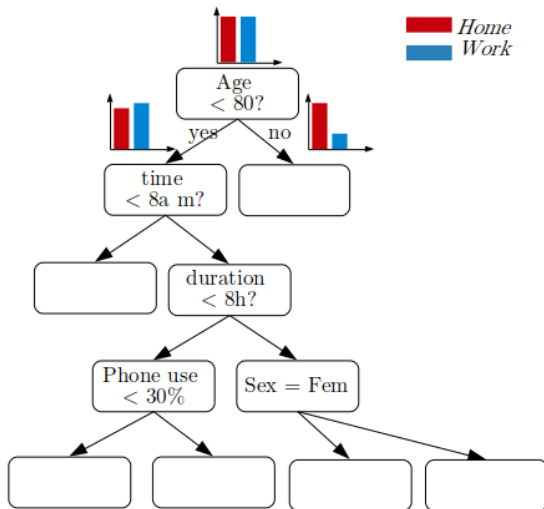 Home
Work
Age
< 80?
yes
no
time
< 8a m?
duration
< 8h?
Phone use
< 30%
Sex = Fem